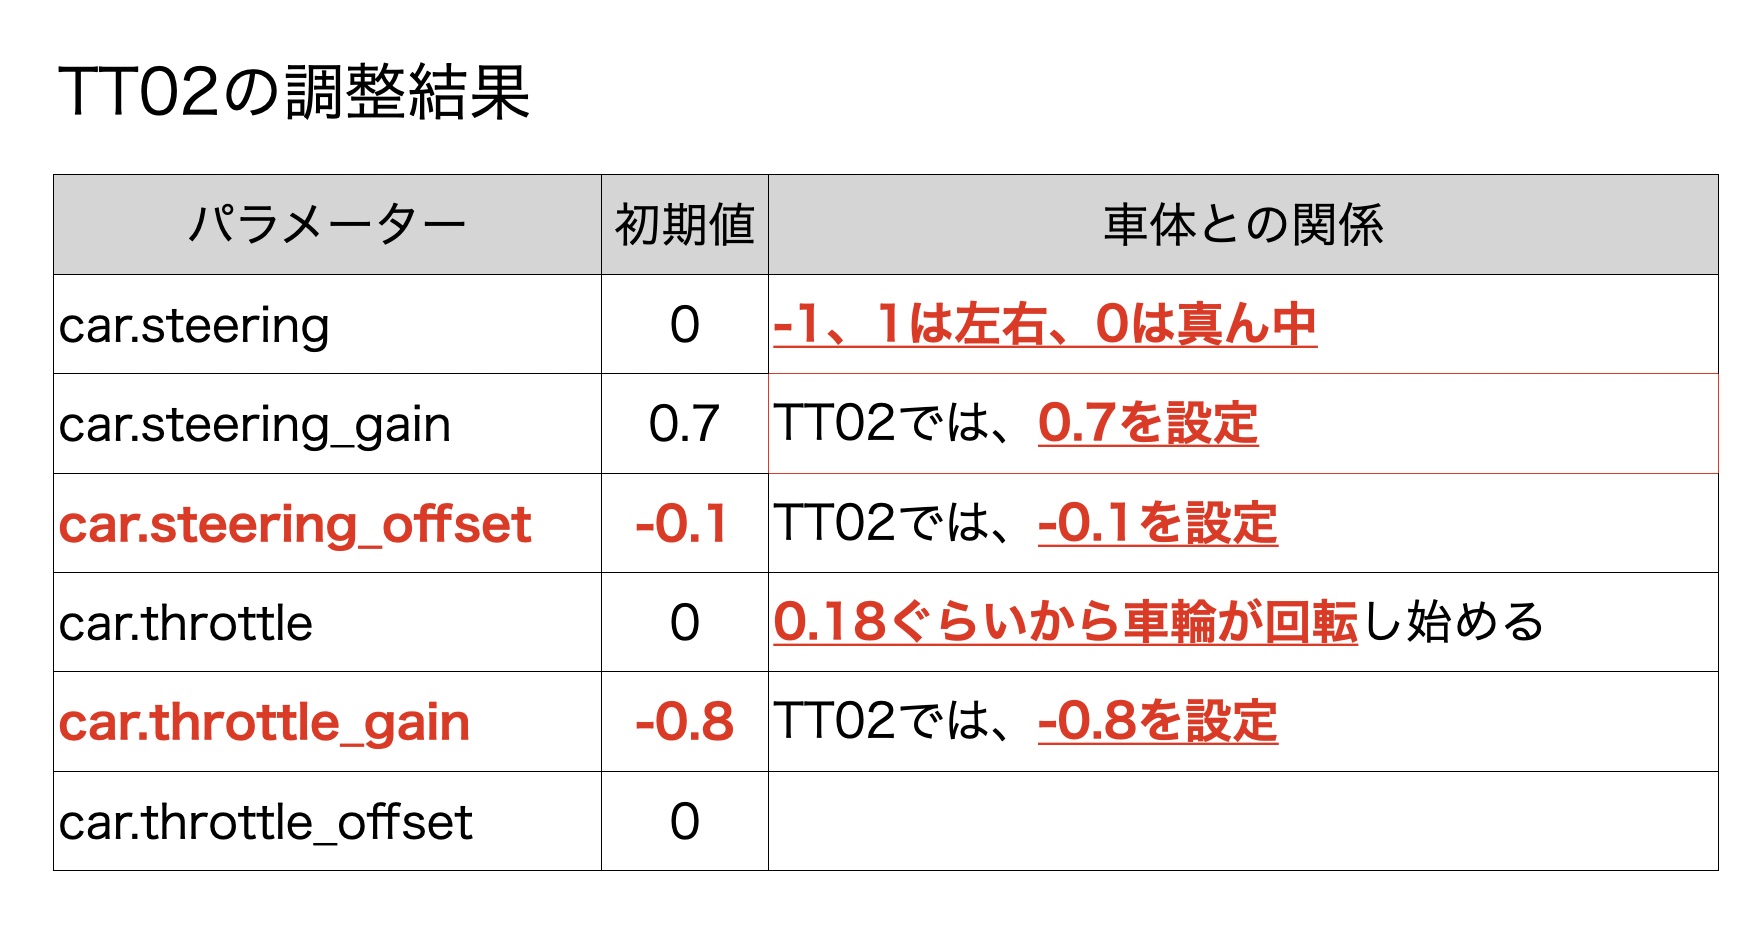 TT02の調整結果
パラメーター 初期値 車体との関係
car.steering 0 -1、1は左右、0は真ん中
car.steering_gain 0.7 TT02では、0.7を設定
car.steering_offset -0.1 TT02では、-0.1を設定
car.throttle 0 0.18ぐらいから車輪が回転し始める
car.throttle_gain -0.8 TT02では、-0.8を設定
car.throttle_offset 0